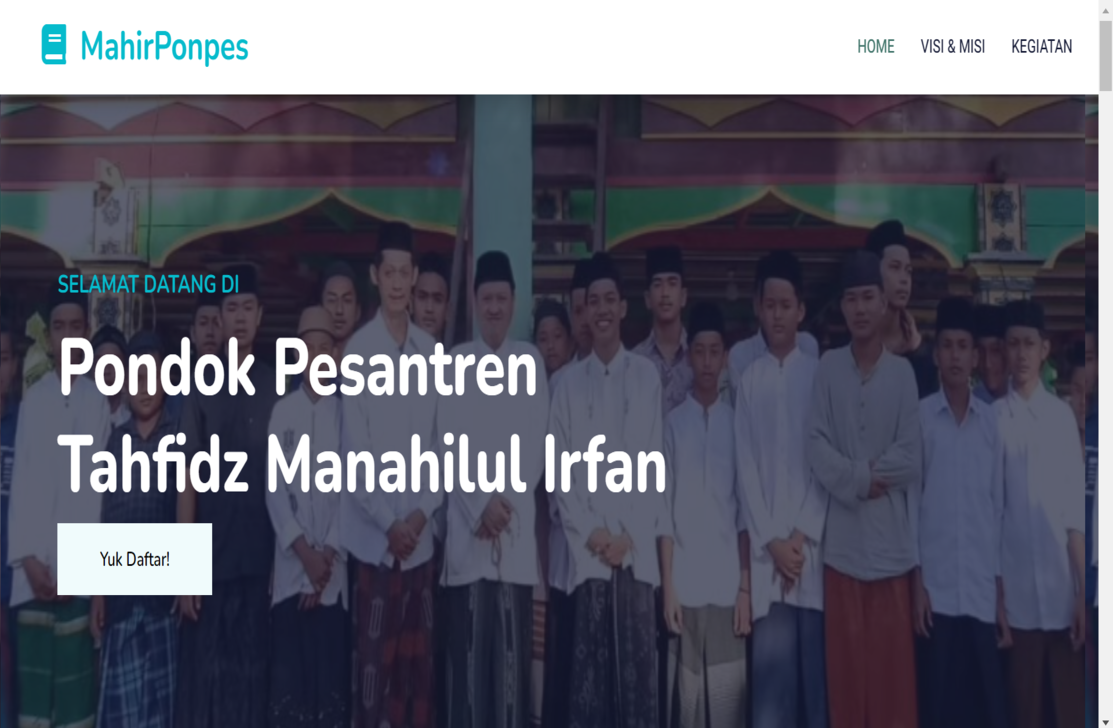 MahirPonpes
HOME VISI & MISI KEGIATAN
SELAMAT DATANG DI
Pondok Pesantren
Tahfidz Manahilul Irfan
Yuk Daftar!